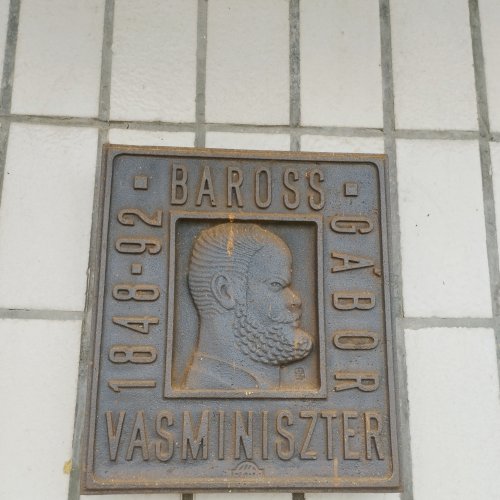 BAROSS
GÁBOR
VASMINISZTER
1848-92